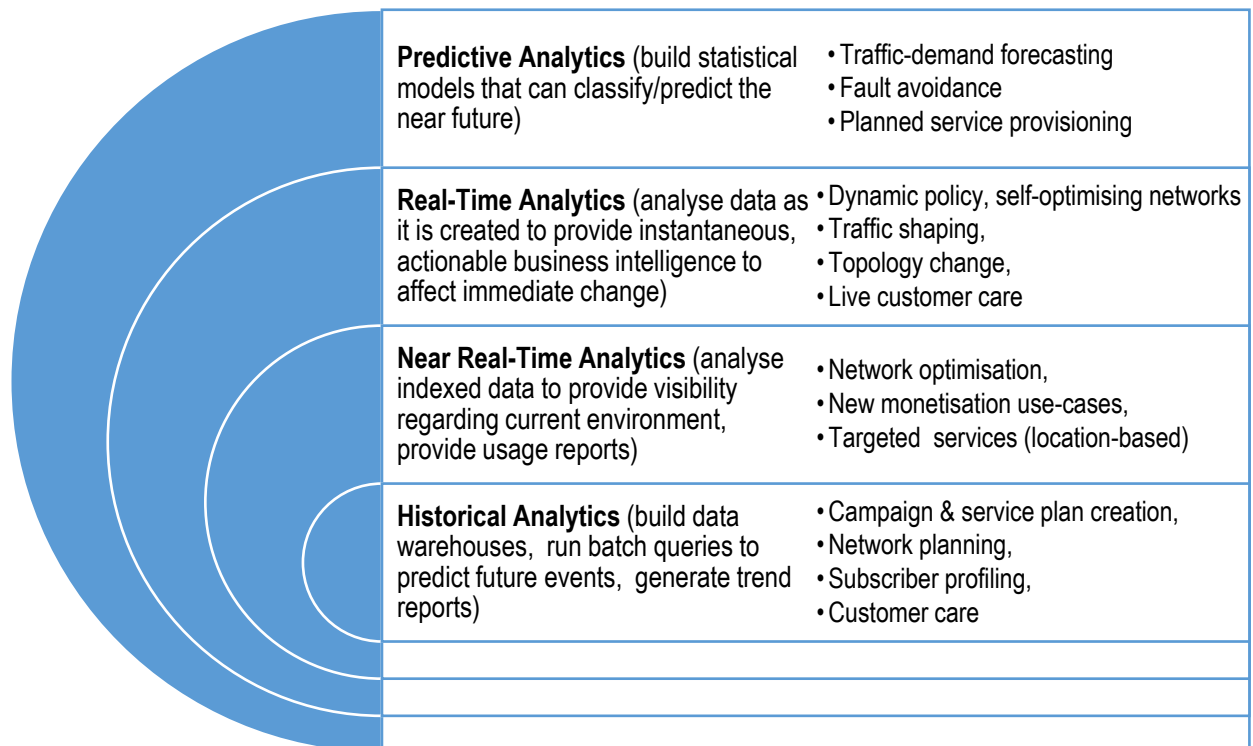 Predictive Analytics (build statistical
models that can classify/predict the
near future)
• Traffic-demand forecasting
• Fault avoidance
• Planned service provisioning
Real-Time Analytics (analyse data as
it is created to provide instantaneous,
actionable business intelligence to
affect immediate change)
• Dynamic policy, self-optimising networks
• Traffic shaping,
• Topology change,
• Live customer care
Near Real-Time Analytics (analyse
indexed data to provide visibility
regarding current environment,
provide usage reports)
• Network optimisation,
• New monetisation use-cases,
• Targeted services (location-based)
Historical Analytics (build data
warehouses, run batch queries to
predict future events, generate trend
reports)
• Campaign & service plan creation,
• Network planning,
• Subscriber profiling,
• Customer care